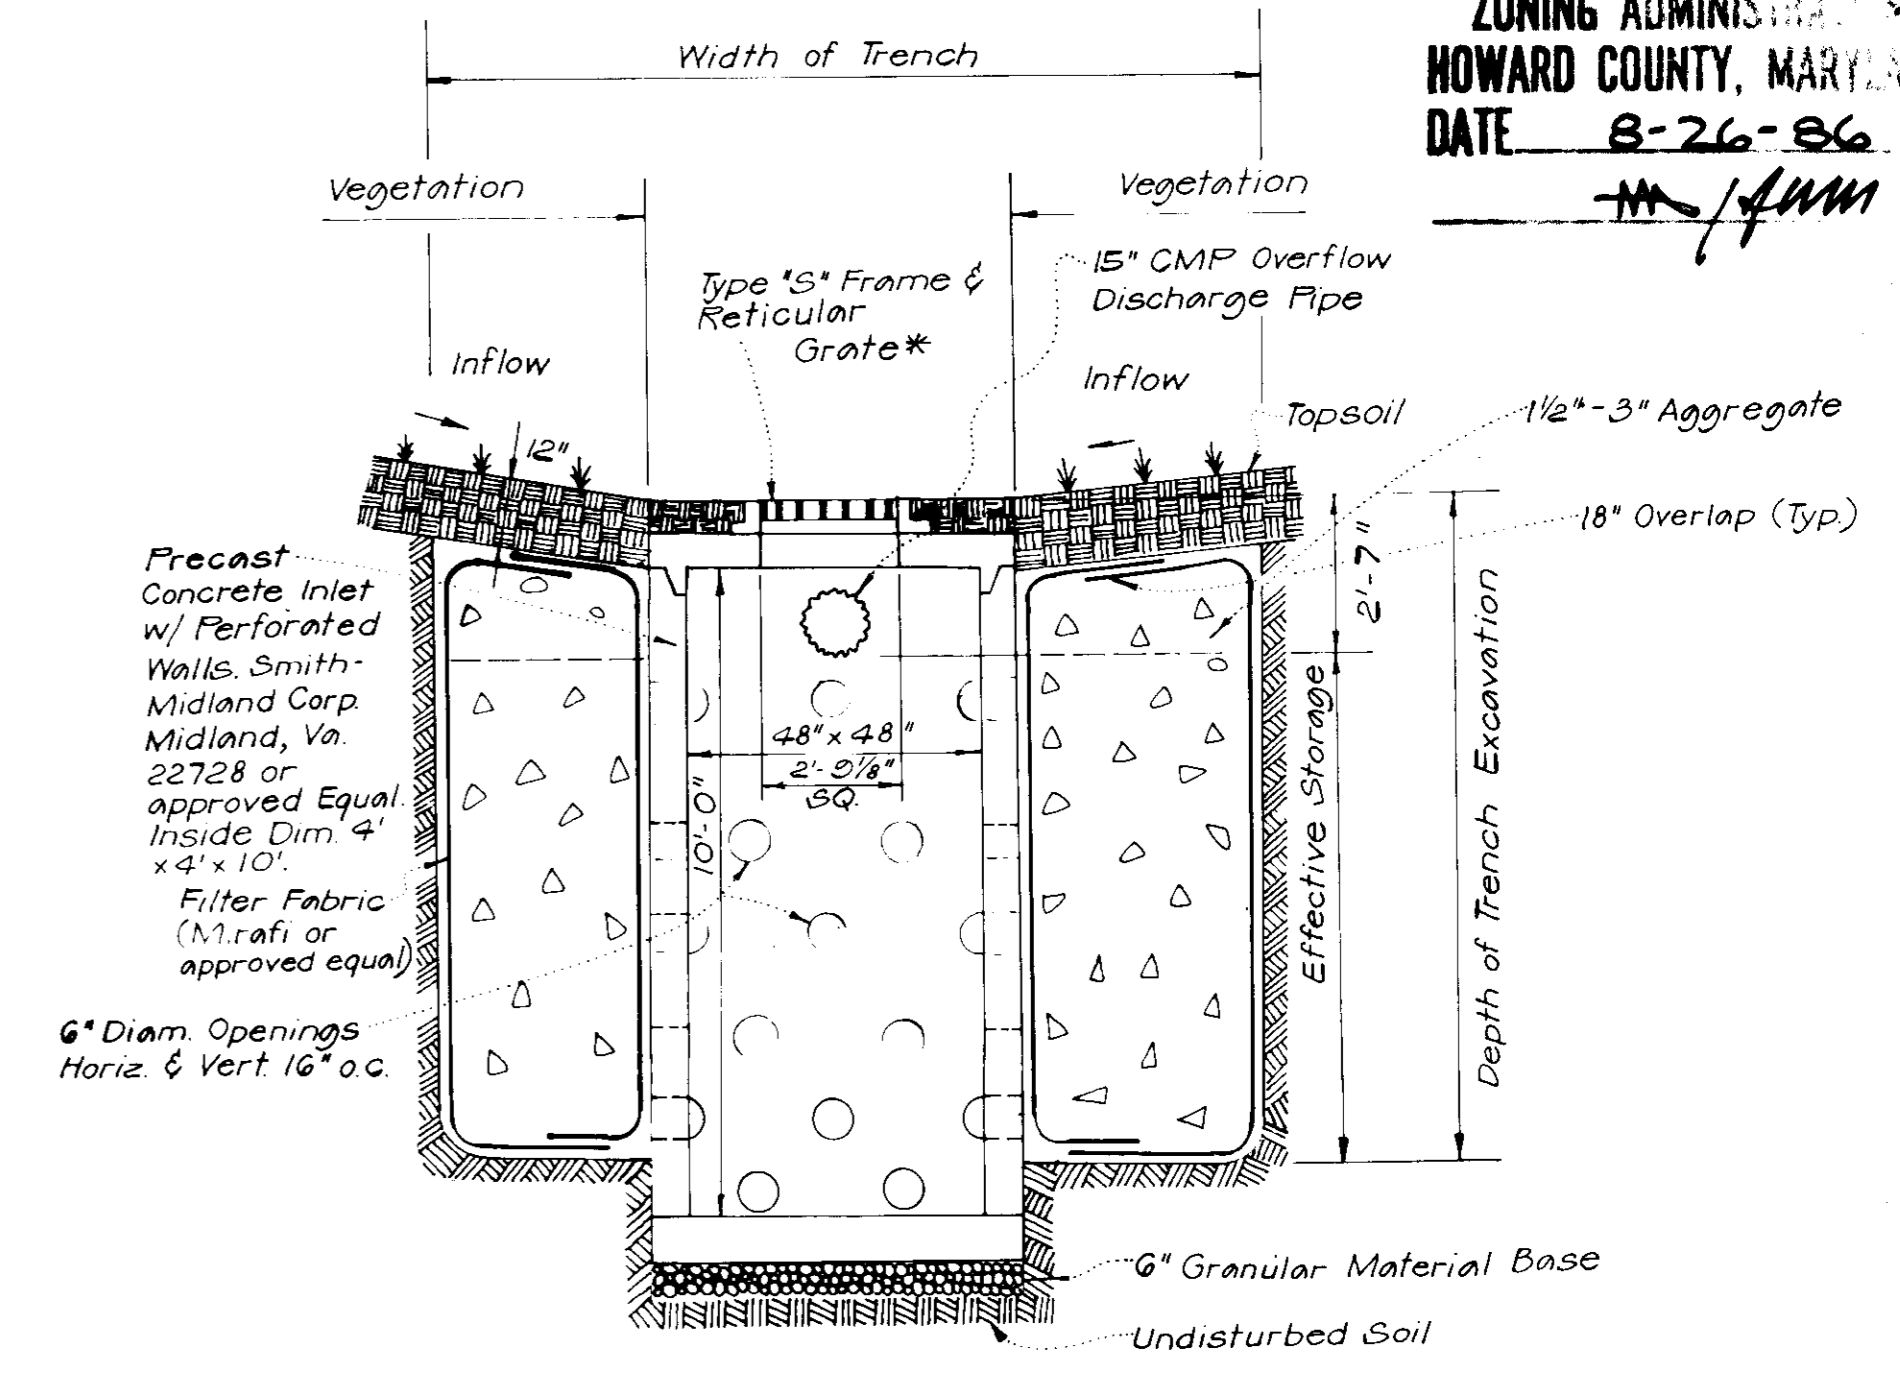 ZONING ADMINISTRA
HOWARD COUNTY, MARYLA
DATE 8-26-86
Width of Trench
Vegetation
Vegetation
Type "S" Frame &
Reticular
Grate*
15" CMP Overflow
Discharge Pipe
Inflow
Inflow
12"
Topsoil
1½"-3" Aggregate
18" Overlap (Typ.)
2'-7"
Precast
Concrete Inlet
w/ Perforated
Walls. Smith-
Midland Corp.
Midland, Va.
22728 or
approved Equal.
Inside Dim. 4'
x 4' x 10'.
Filter Fabric
(M.rafi or
approved equal)
6" Diam. Openings
Horiz. & Vert. 16" o.c.
48" x 48"
2'-9⅛"
SQ.
10'-0"
Effective Storage
Depth of Trench Excavation
6" Granular Material Base
Undisturbed Soil